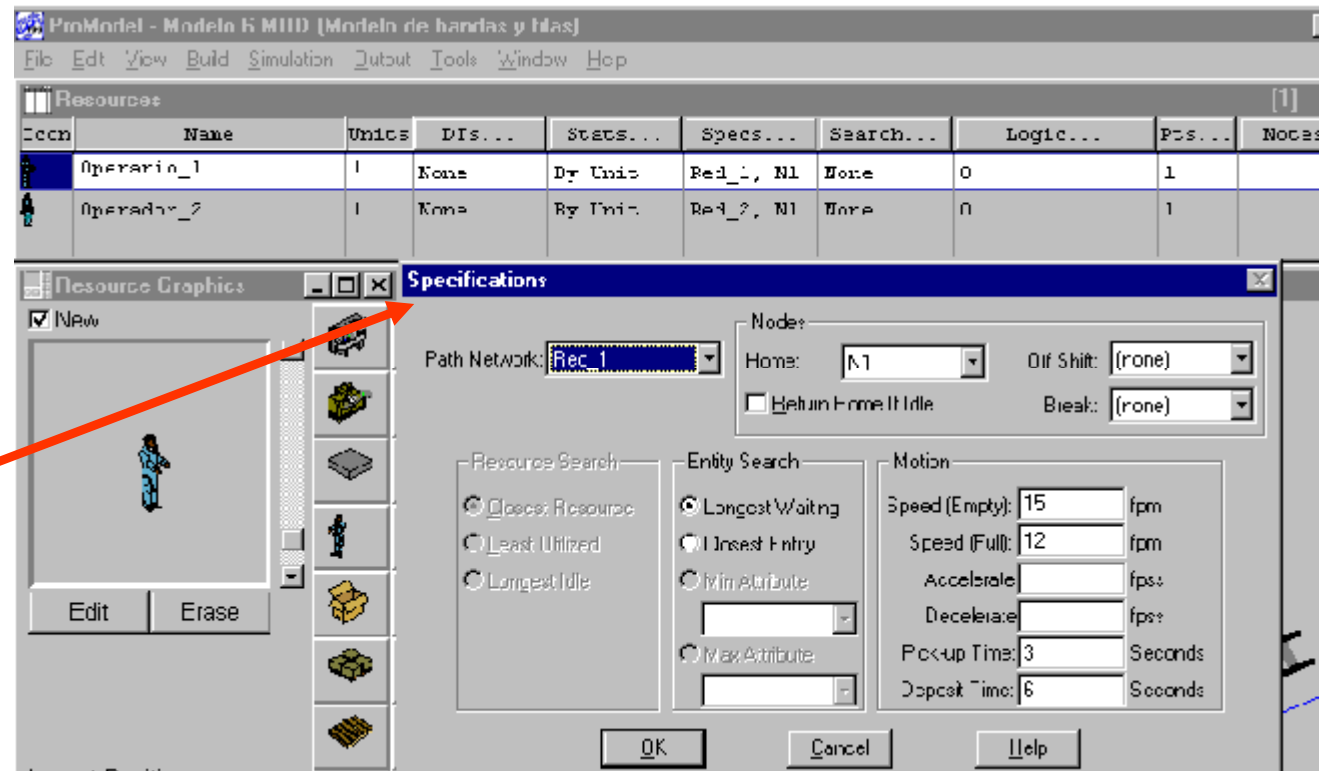 ProModel - Modelo 6 MHD (Modelo de bandas y filas)
File Edit View Build Simulation Output Tools Window Help
Resources [1]
Icon Name Units DTs... Stats... Specs... Search... Logic... Pts... Notes
Operario_1 1 None By Unit Red_1, N1 None 0 1
Operador_2 1 None By Unit Red_2, N1 None 0 1
Resource Graphics
New
Edit Erase
Specifications
Path Network: Red_1
Nodes
Home: N1 Off Shift: (none)
Return Home If Idle Break: (none)
Resource Search
Closest Resource
Least Utilized
Longest Idle
Entity Search
Longest Waiting
Closest Entity
Min Attribute
Max Attribute
Motion
Speed (Empty): 15 fpm
Speed (Full): 12 fpm
Accelerate fpss
Decelerate fpss
Pick-up Time: 3 Seconds
Deposit Time: 6 Seconds
OK Cancel Help